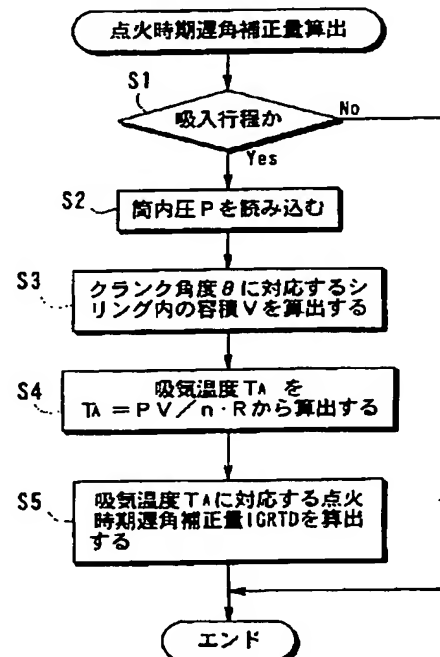 点火時期遅角補正量算出
S1
吸入行程か
No
Yes
S2
筒内圧Pを読み込む
S3
クランク角度θに対応するシ
リング内の容積Vを算出する
S4
吸気温度TA を
TA=PV/n・Rから算出する
S5
吸気温度TAに対応する点火
時期遅角補正量IGRTDを算出
する
エンド